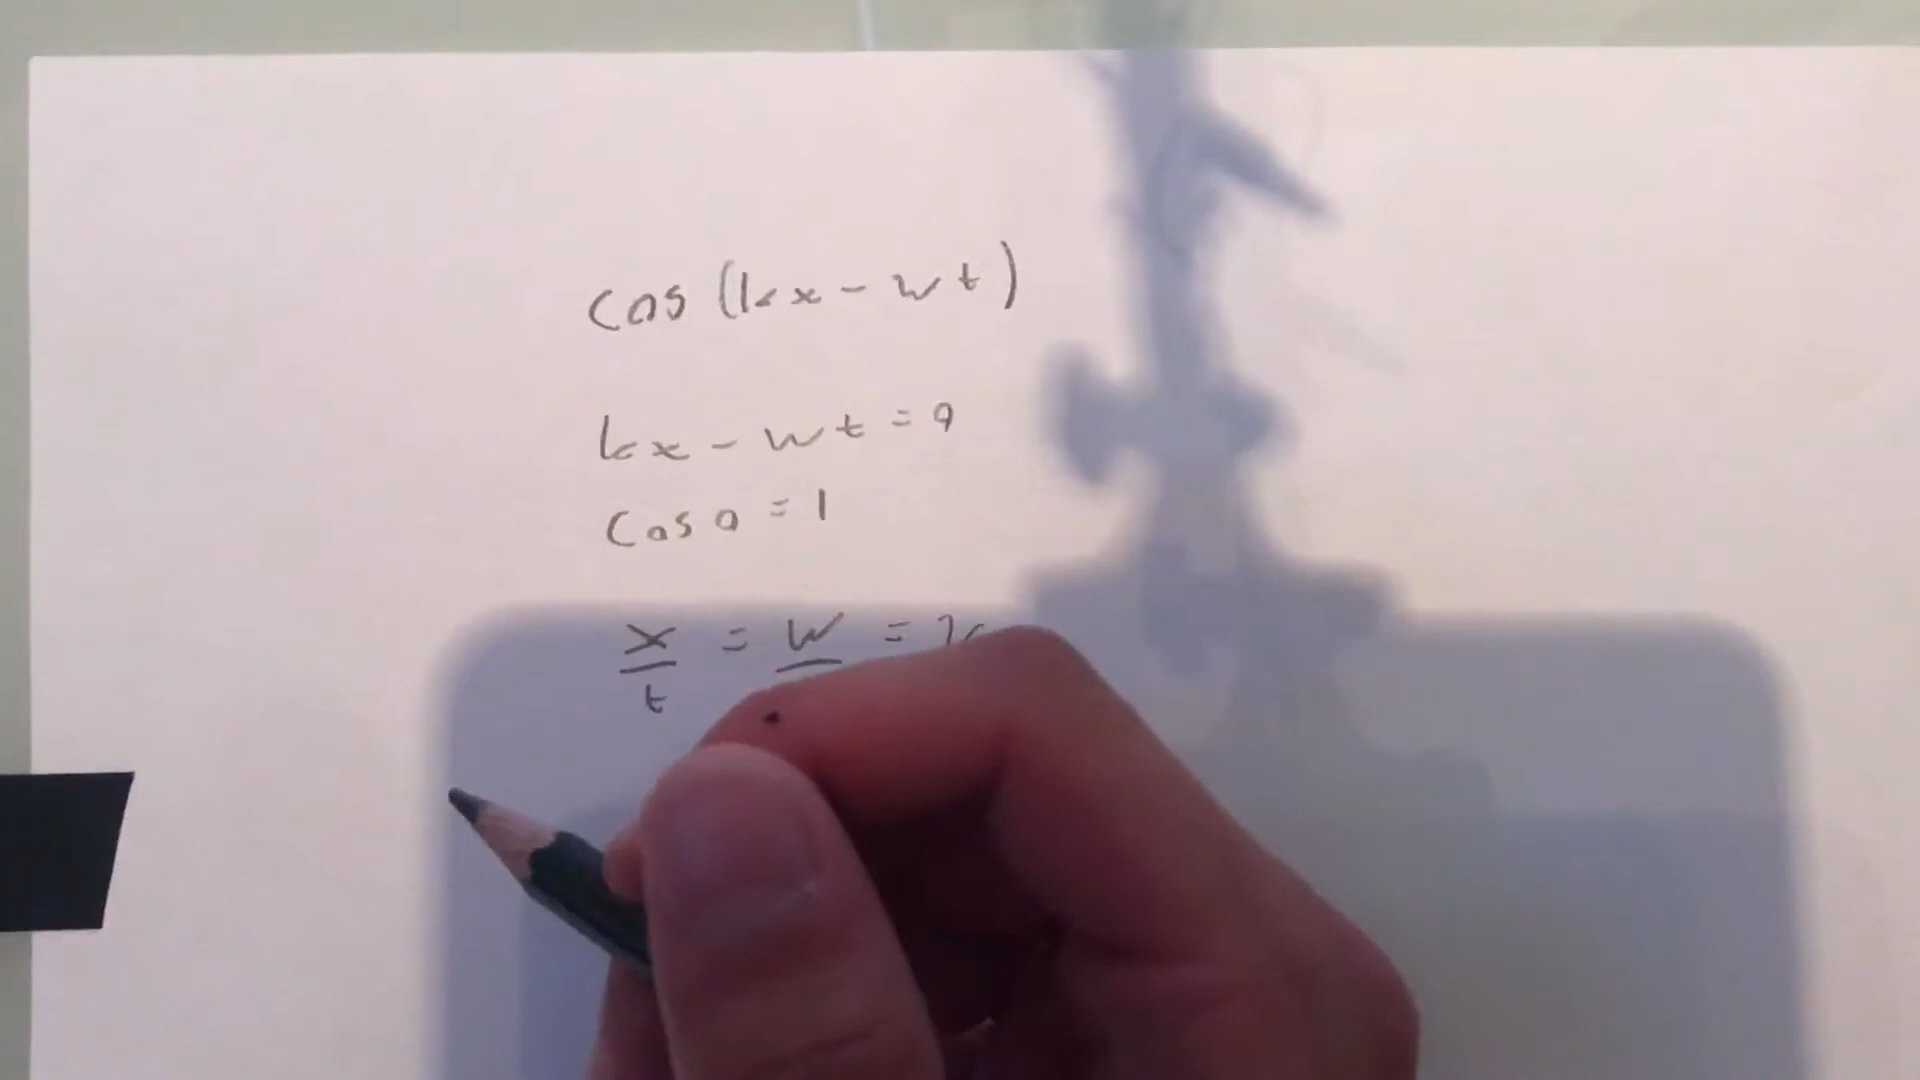 cos (kx - wt)
kx - wt = 0
cos 0 = 1
x/t = w =